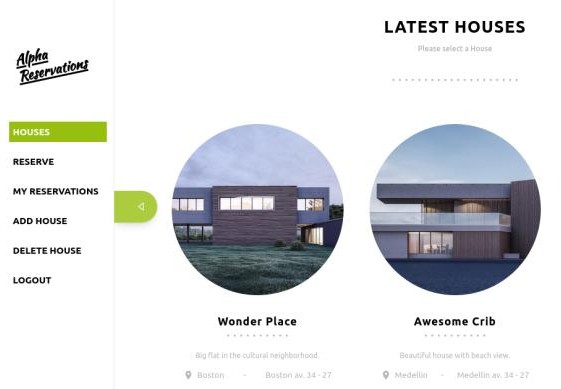 Alpha
Reservations
HOUSES
RESERVE
MY RESERVATIONS
ADD HOUSE
DELETE HOUSE
LOGOUT
LATEST HOUSES
Please select a House
Wonder Place
Big flat in the cultural neighborhood.
Boston - Boston av. 34 - 27
Awesome Crib
Beautiful house with beach view.
Medellin - Medellin av. 34 - 27